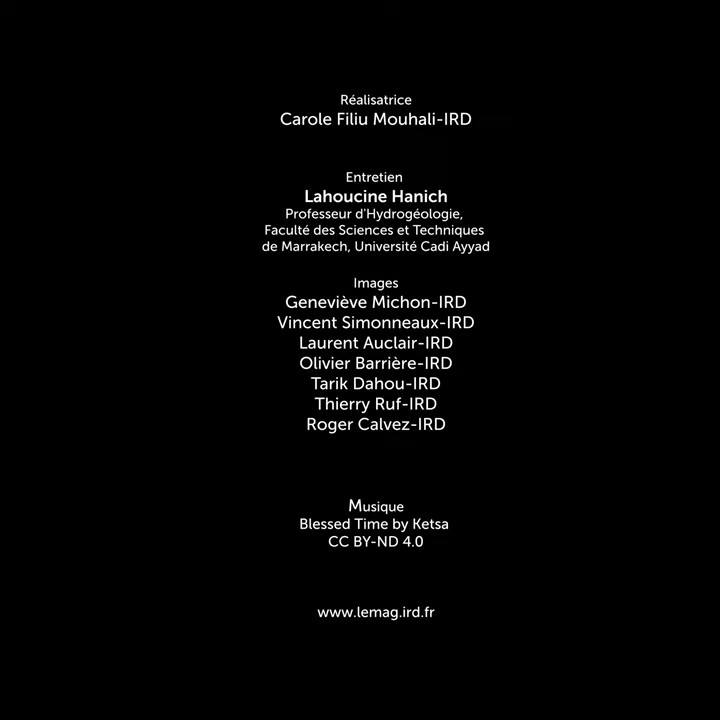 Réalisatrice
Carole Filiu Mouhali-IRD
Entretien
Lahoucine Hanich
Professeur d'Hydrogéologie,
Faculté des Sciences et Techniques
de Marrakech, Université Cadi Ayyad
Images
Geneviève Michon-IRD
Vincent Simonneaux-IRD
Laurent Auclair-IRD
Olivier Barrière-IRD
Tarik Dahou-IRD
Thierry Ruf-IRD
Roger Calvez-IRD
Musique
Blessed Time by Ketsa
CC BY-ND 4.0
www.lemag.ird.fr